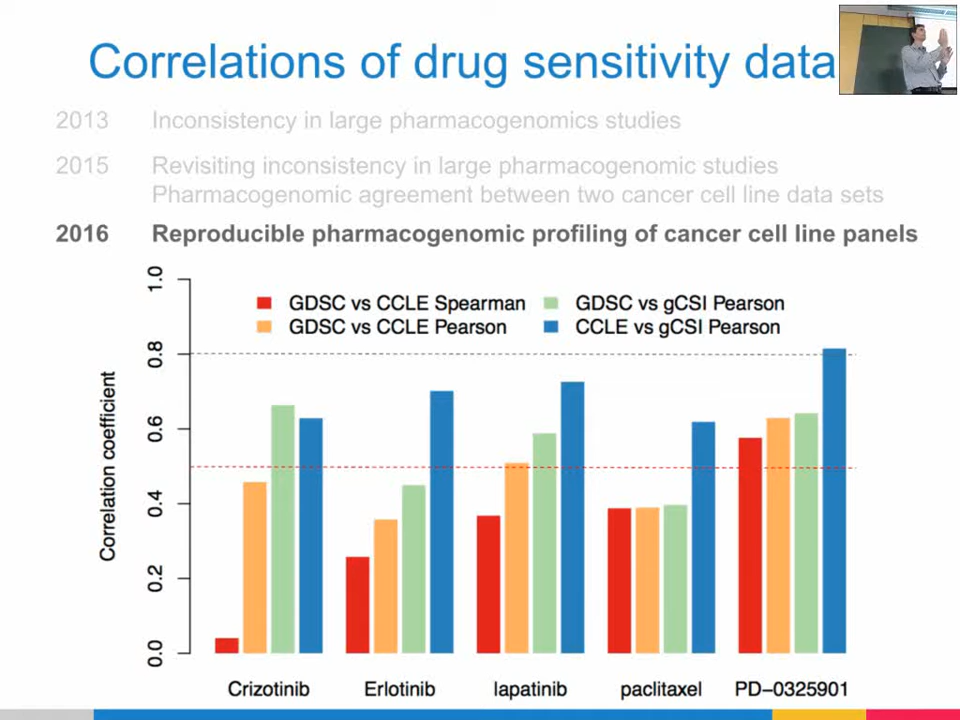 Correlations of drug sensitivity data
2013 Inconsistency in large pharmacogenomics studies
2015 Revisiting inconsistency in large pharmacogenomic studies
Pharmacogenomic agreement between two cancer cell line data sets
2016 Reproducible pharmacogenomic profiling of cancer cell line panels
GDSC vs CCLE Spearman
GDSC vs CCLE Pearson
GDSC vs gCSI Pearson
CCLE vs gCSI Pearson
Correlation coefficient
1.0
0.8
0.6
0.4
0.2
0.0
Crizotinib Erlotinib lapatinib paclitaxel PD-0325901